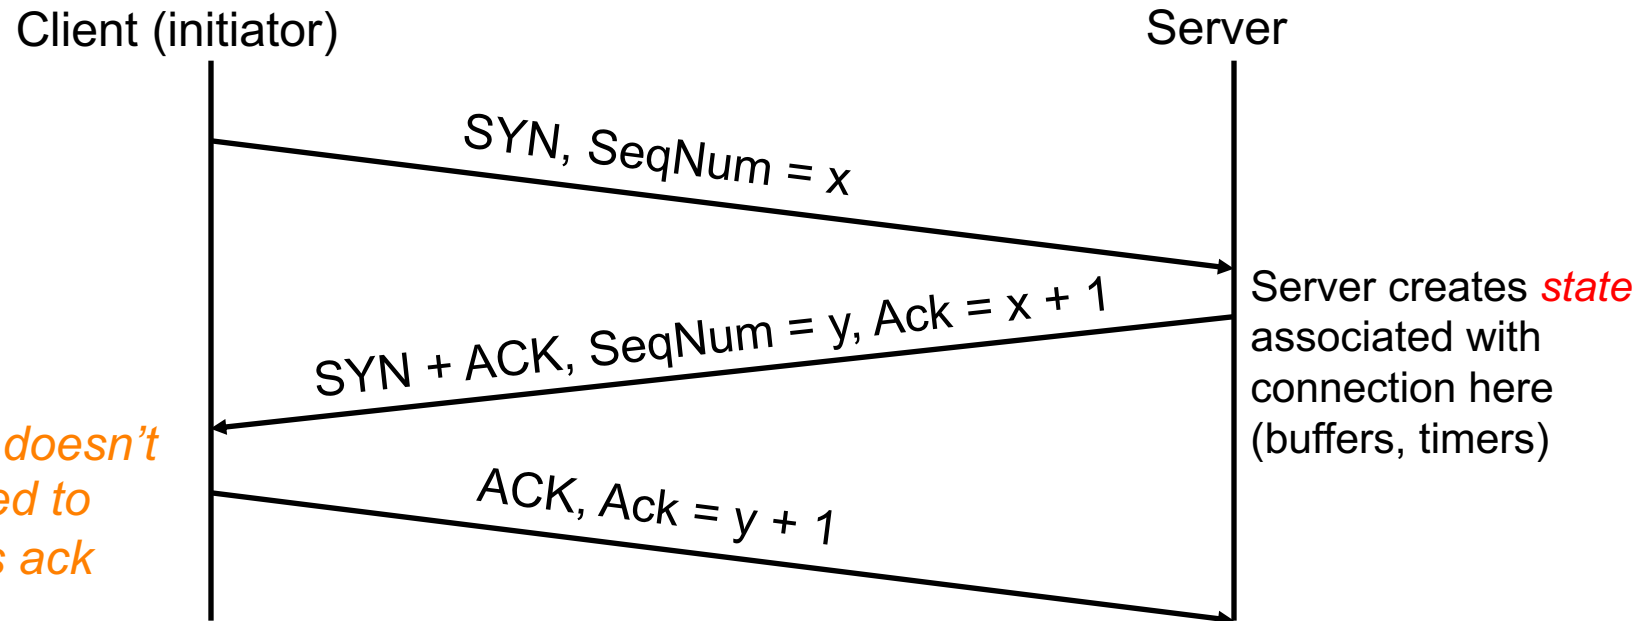 Client (initiator)
Server
SYN, SeqNum = x
SYN + ACK, SeqNum = y, Ack = x + 1
Server creates state
associated with
connection here
(buffers, timers)
doesn’t
ed to
s ack
ACK, Ack = y + 1